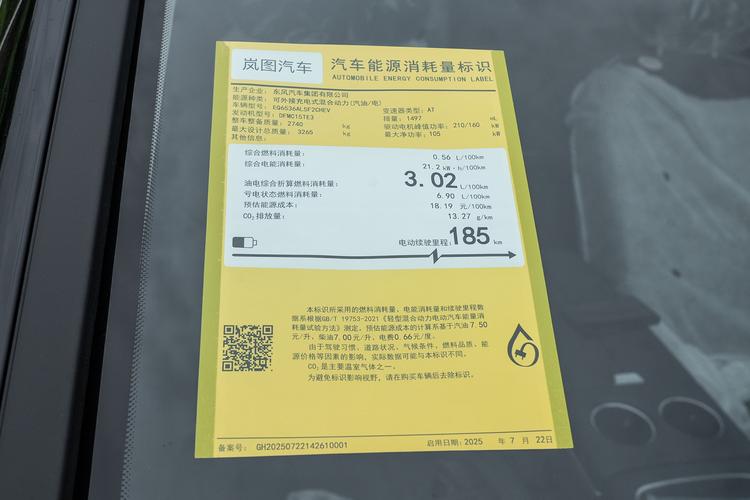 岚图汽车
汽车能源消耗量标识
AUTOMOBILE ENERGY CONSUMPTION LABEL
生产企业: 东风汽车集团有限公司
能源种类: 可外接充电式混合动力(汽油/电)
车辆型号: EQ6536ALSF2CHEV 变速器类型: AT
发动机型号: DFMC15TE3 排量: 1497 mL
整车整备质量: 2740 kg 驱动电机峰值功率: 210/160 kW
最大设计总质量: 3265 kg 最大净功率: 105 kW
其他信息:
综合燃料消耗量: 0.56 L/100km
综合电能消耗量: 21.2 kW·h/100km
油电综合折算燃料消耗量: 3.02 L/100km
亏电状态燃料消耗量: 6.90 L/100km
预估能源成本: 18.19 元/100km
CO₂排放量: 13.27 g/km
电动续驶里程: 185 km
本标识所采用的燃料消耗量、电能消耗量和续驶里程数
据系根据GB/T 19753-2021《轻型混合动力电动汽车能量消
耗量试验方法》测定。预估能源成本的计算系基于汽油 7.50
元/升, 柴油7.00 元/升、电费0.66元/度。
由于驾驶习惯、道路状况、气候条件、燃料品质、能
源价格等因素的影响, 实际数据可能与本标识不同。
CO₂是主要温室气体之一。
为避免标识影响视野, 请在购买车辆后去除标识。
备案号: GH20250722142610001 启用日期: 2025 年 7 月 22日